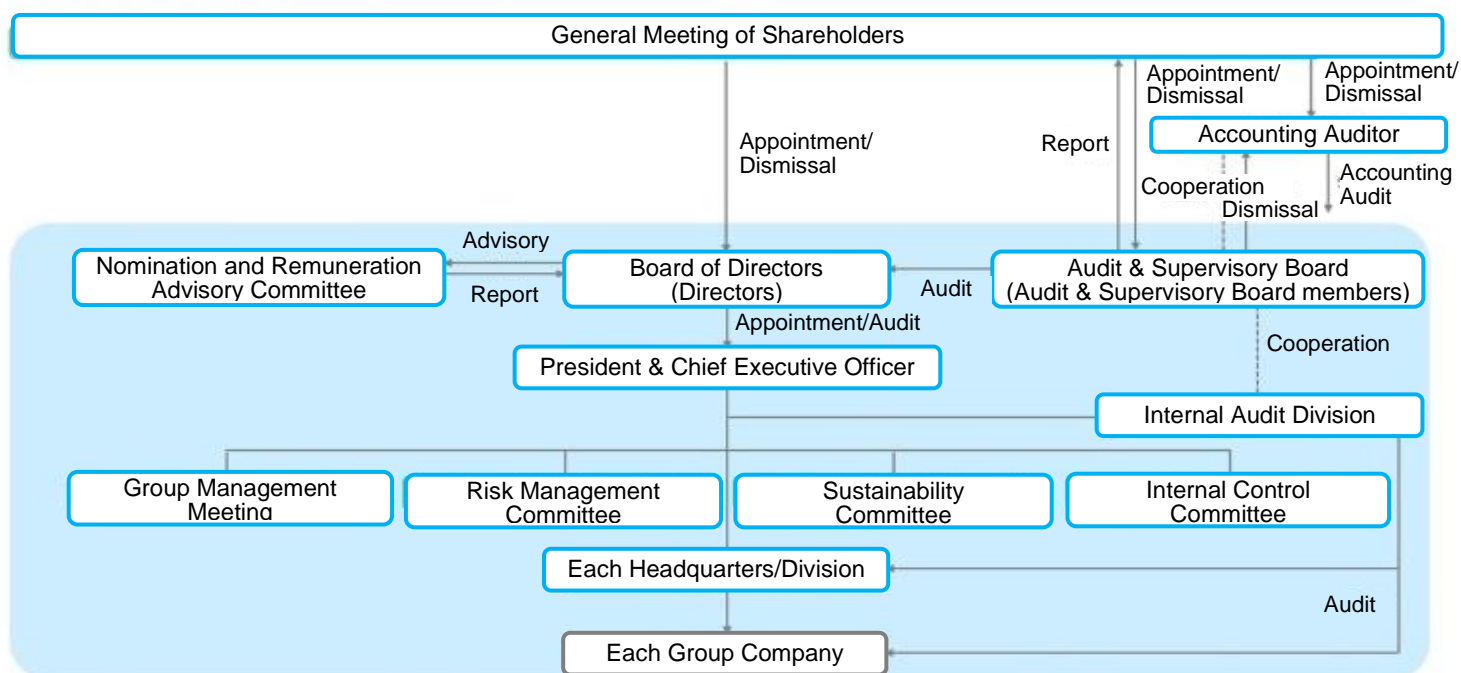 General Meeting of Shareholders
Appointment/
Dismissal
Appointment/
Dismissal
Accounting Auditor
Appointment/
Dismissal
Report
Cooperation
Dismissal
Accounting
Audit
Advisory
Nomination and Remuneration
Advisory Committee
Report
Board of Directors
(Directors)
Audit
Audit & Supervisory Board
(Audit & Supervisory Board members)
Appointment/Audit
Cooperation
President & Chief Executive Officer
Internal Audit Division
Group Management
Meeting
Risk Management
Committee
Sustainability
Committee
Internal Control
Committee
Each Headquarters/Division
Audit
Each Group Company